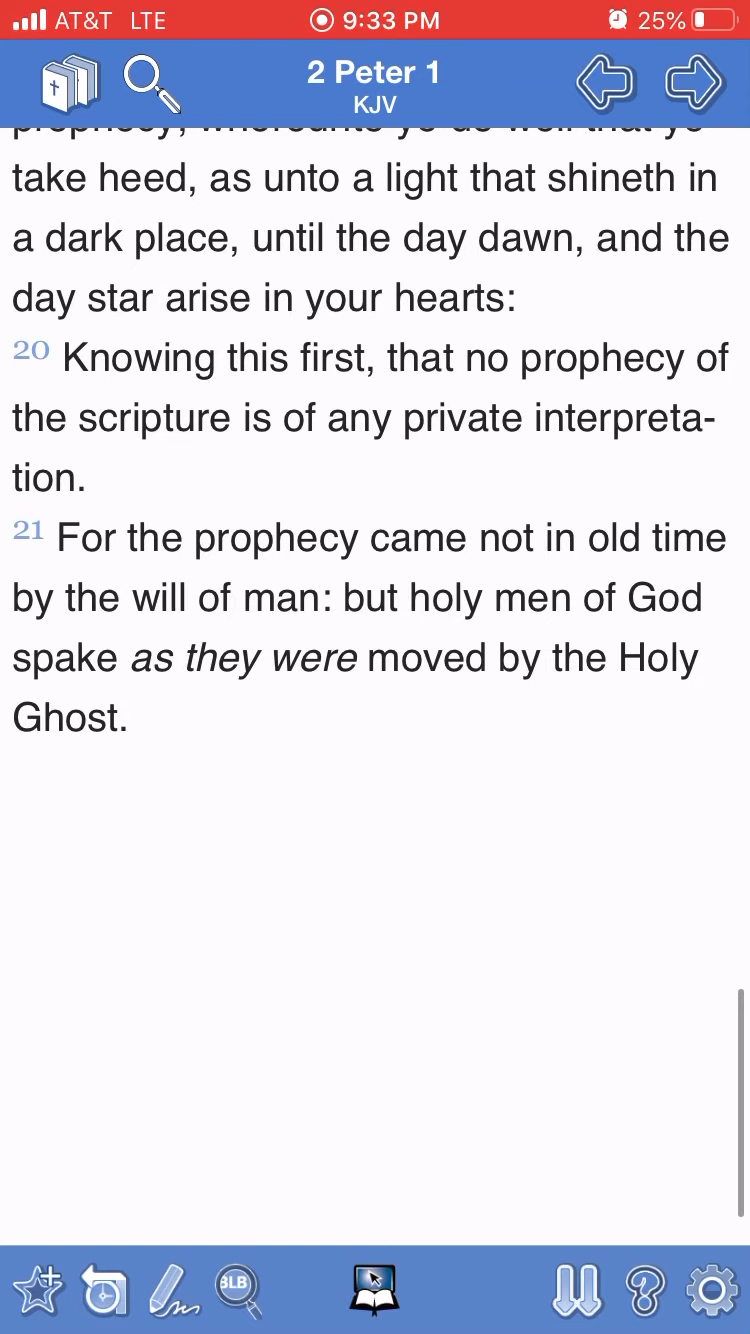 AT&T LTE 9:33 PM 25%
2 Peter 1
KJV
take heed, as unto a light that shineth in
a dark place, until the day dawn, and the
day star arise in your hearts:
20 Knowing this first, that no prophecy of
the scripture is of any private interpreta-
tion.
21 For the prophecy came not in old time
by the will of man: but holy men of God
spake as they were moved by the Holy
Ghost.
BLB